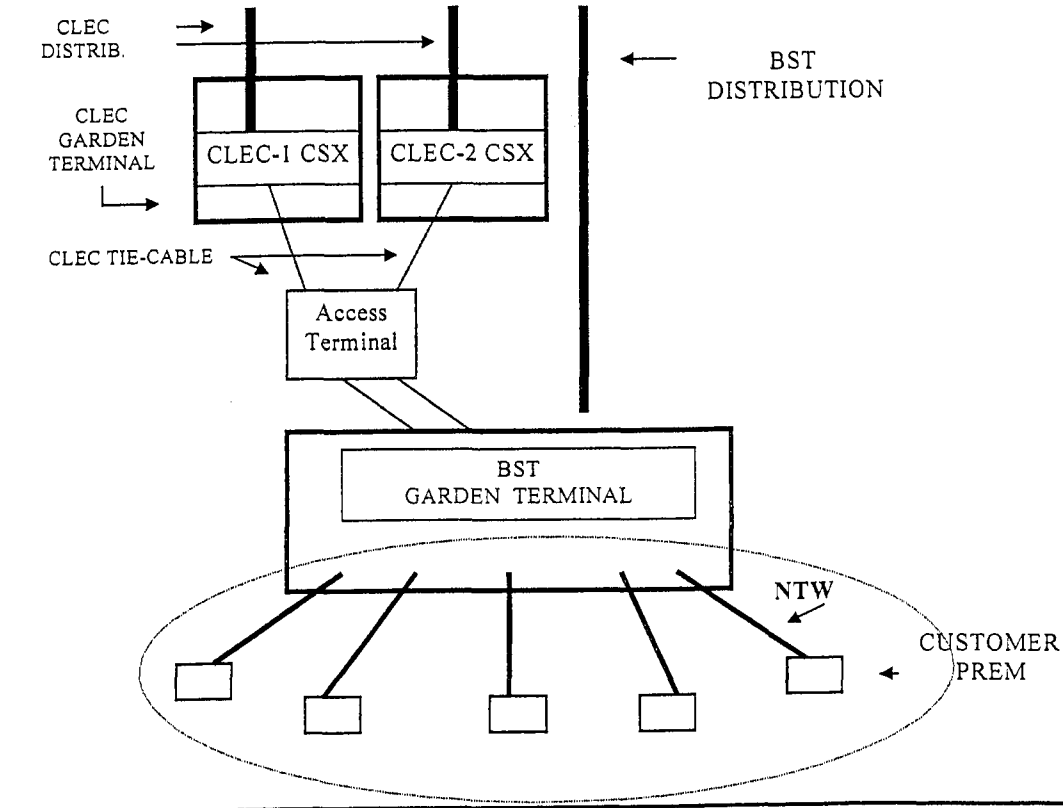 CLEC
DISTRIB.
BST
DISTRIBUTION
CLEC
GARDEN
TERMINAL
CLEC-1 CSX
CLEC-2 CSX
CLEC TIE-CABLE
Access
Terminal
BST
GARDEN TERMINAL
NTW
CUSTOMER
PREM